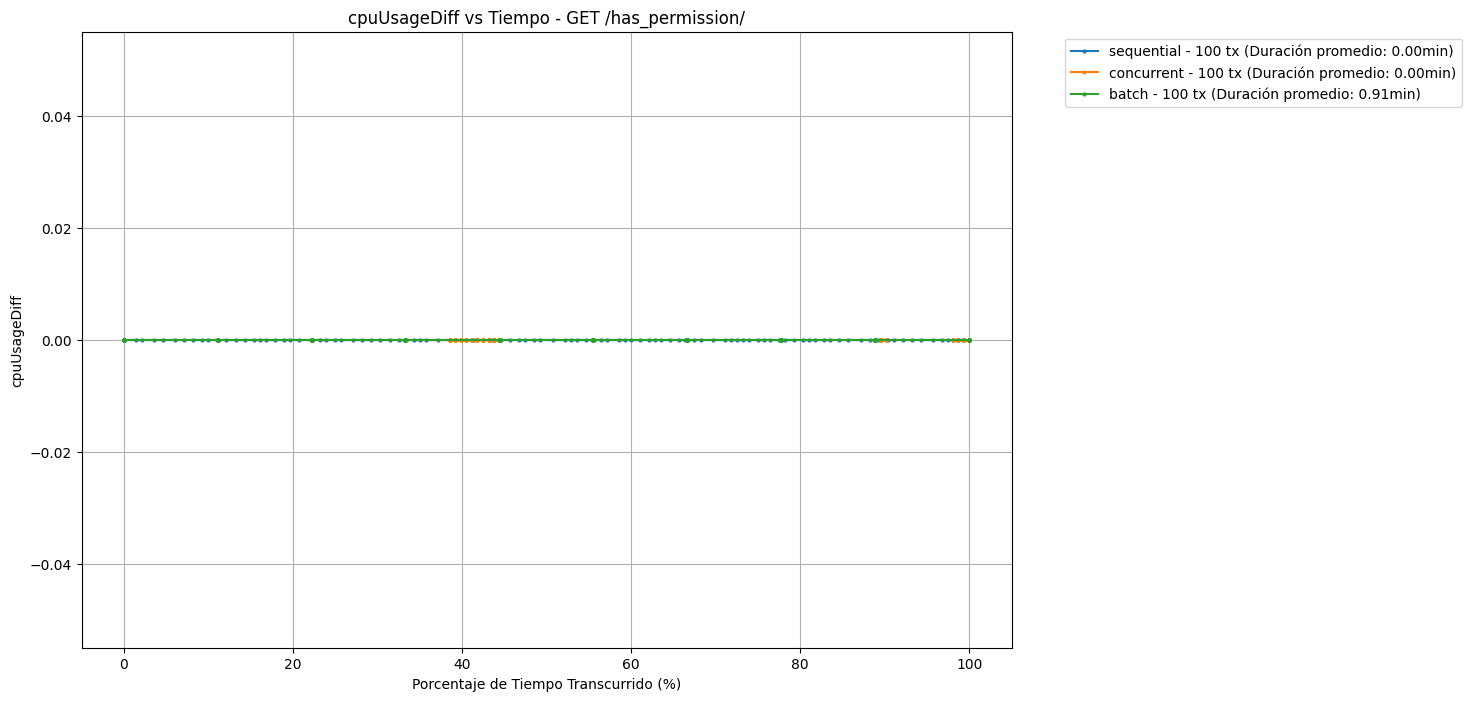 cpuUsageDiff vs Tiempo - GET /has_permission/
sequential - 100 tx (Duración promedio: 0.00min)
concurrent - 100 tx (Duración promedio: 0.00min)
batch - 100 tx (Duración promedio: 0.91min)
cpuUsageDiff
0.04
0.02
0.00
−0.02
−0.04
0 20 40 60 80 100
Porcentaje de Tiempo Transcurrido (%)